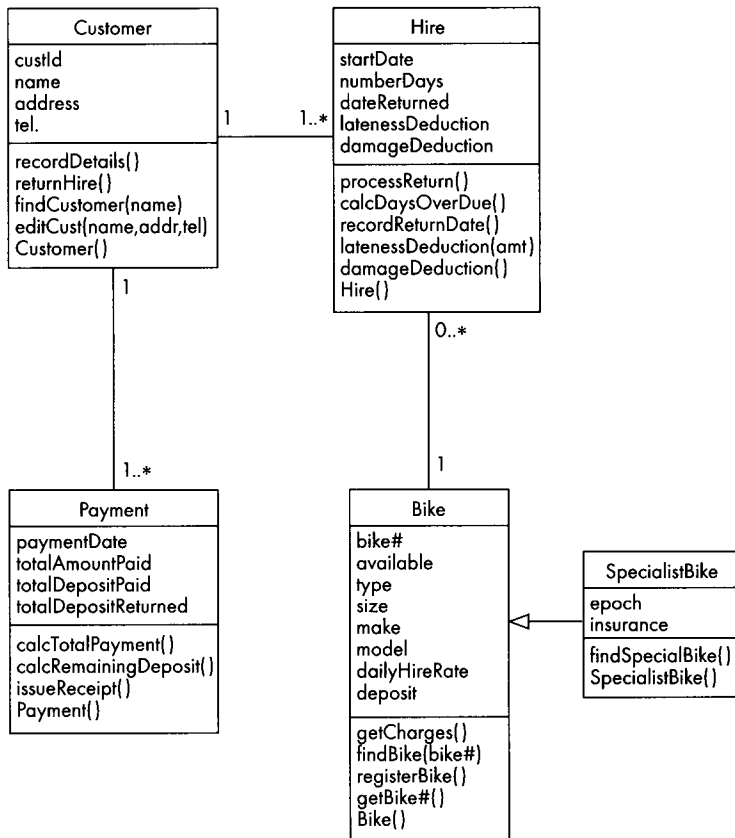 Customer
custId
name
address
tel.
recordDetails()
returnHire()
findCustomer(name)
editCust(name,addr,tel)
Customer()
1
1..*
Hire
startDate
numberDays
dateReturned
latenessDeduction
damageDeduction
processReturn()
calcDaysOverDue()
recordReturnDate()
latenessDeduction(amt)
damageDeduction()
Hire()
1
1..*
0..*
1
Payment
paymentDate
totalAmountPaid
totalDepositPaid
totalDepositReturned
calcTotalPayment()
calcRemainingDeposit()
issueReceipt()
Payment()
Bike
bike#
available
type
size
make
model
dailyHireRate
deposit
getCharges()
findBike(bike#)
registerBike()
getBike#()
Bike()
SpecialistBike
epoch
insurance
findSpecialBike()
SpecialistBike()